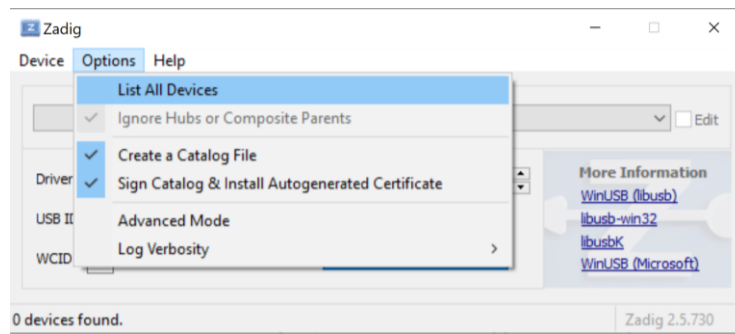 Zadig
Device Options Help
List All Devices
Ignore Hubs or Composite Parents
Edit
Create a Catalog File
Driver
Sign Catalog & Install Autogenerated Certificate
More Information
WinUSB (libusb)
USB ID
Advanced Mode
libusb-win32
Log Verbosity
libusbK
WCID
WinUSB (Microsoft)
0 devices found.
Zadig 2.5.730